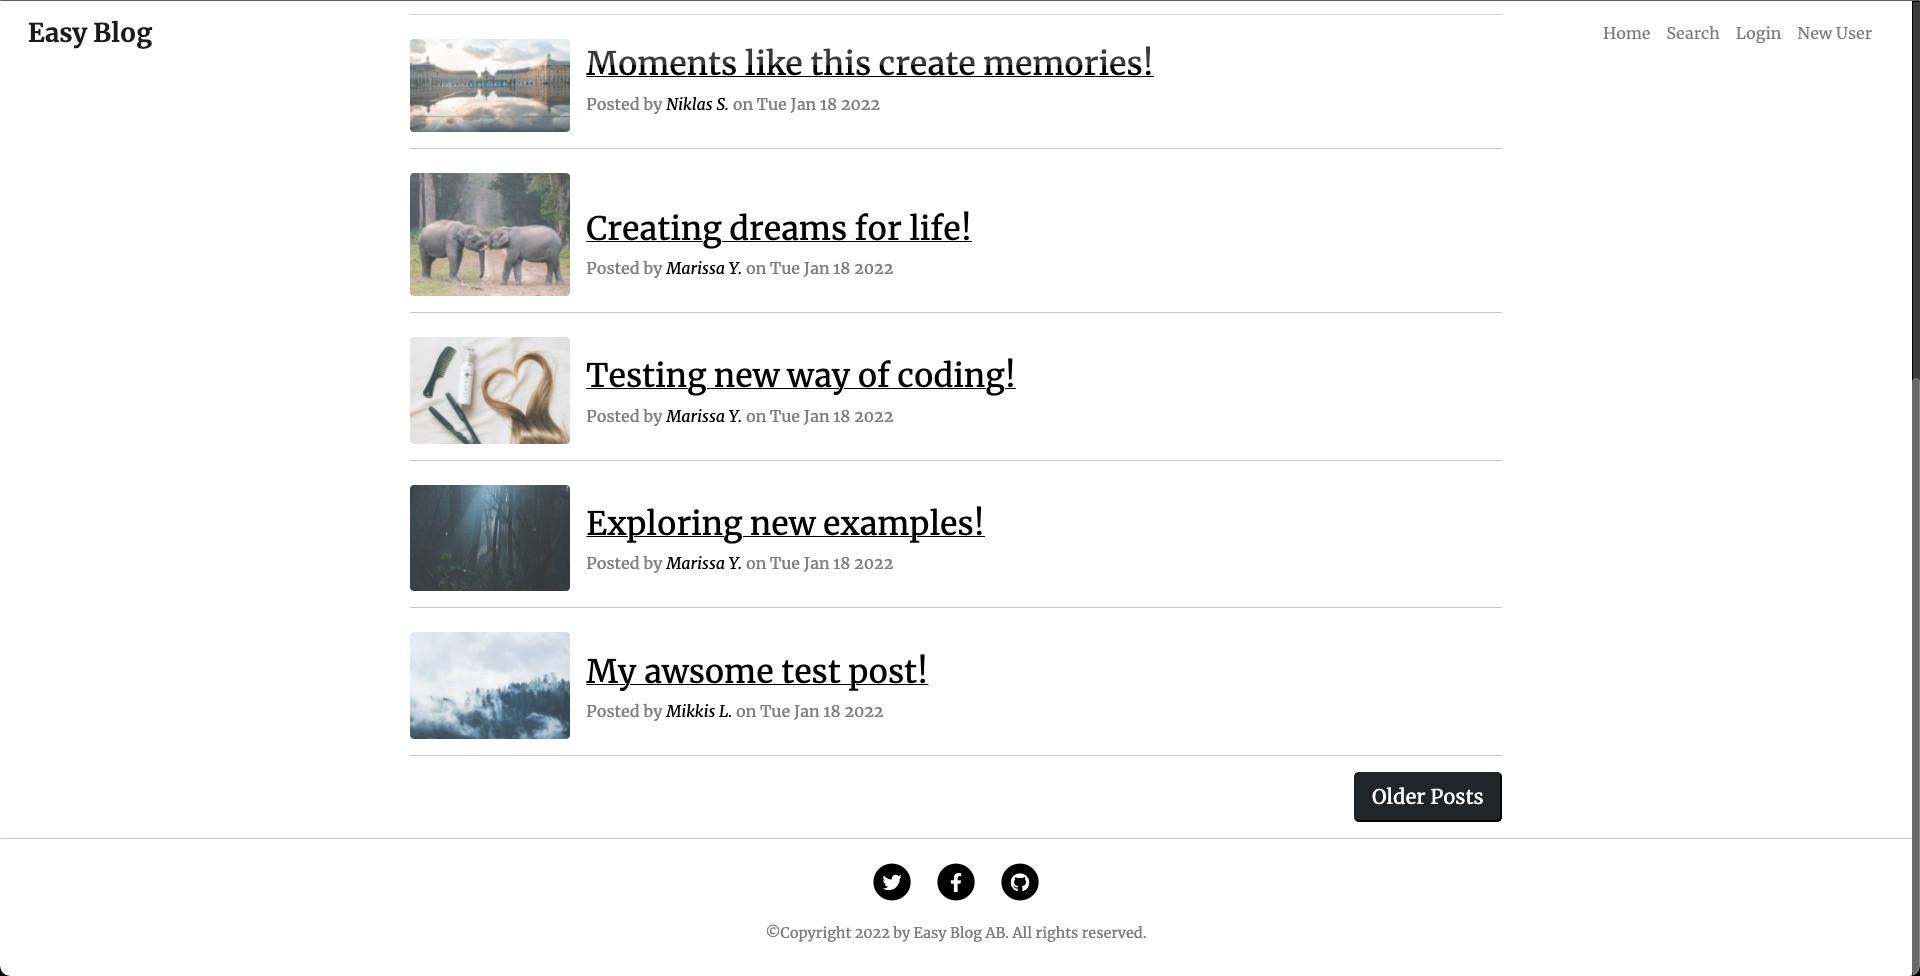 Easy Blog
Home Search Login New User
Moments like this create memories!
Posted by Niklas S. on Tue Jan 18 2022
Creating dreams for life!
Posted by Marissa Y. on Tue Jan 18 2022
Testing new way of coding!
Posted by Marissa Y. on Tue Jan 18 2022
Exploring new examples!
Posted by Marissa Y. on Tue Jan 18 2022
My awsome test post!
Posted by Mikkis L. on Tue Jan 18 2022
Older Posts
©Copyright 2022 by Easy Blog AB. All rights reserved.